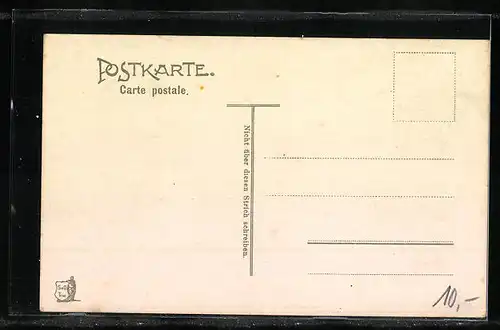 POSTKARTE.
Carte postale.
Nicht über diesen Strich schreiben.
10,-